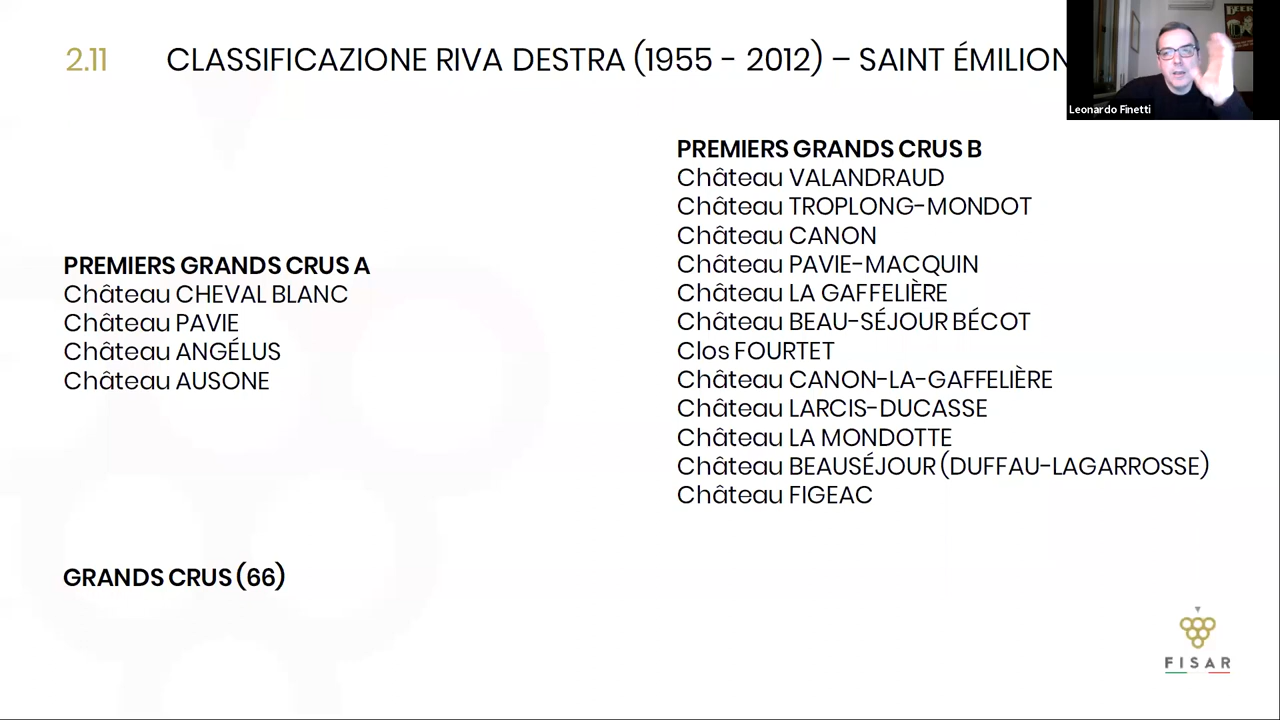 2.11 CLASSIFICAZIONE RIVA DESTRA (1955 - 2012) – SAINT ÉMILION
BEER
Leonardo Finetti
PREMIERS GRANDS CRUS A
Château CHEVAL BLANC
Château PAVIE
Château ANGÉLUS
Château AUSONE
GRANDS CRUS (66)
PREMIERS GRANDS CRUS B
Château VALANDRAUD
Château TROPLONG-MONDOT
Château CANON
Château PAVIE-MACQUIN
Château LA GAFFELIÈRE
Château BEAU-SÉJOUR BÉCOT
Clos FOURTET
Château CANON-LA-GAFFELIÈRE
Château LARCIS-DUCASSE
Château LA MONDOTTE
Château BEAUSÉJOUR (DUFFAU-LAGARROSSE)
Château FIGEAC
FISAR